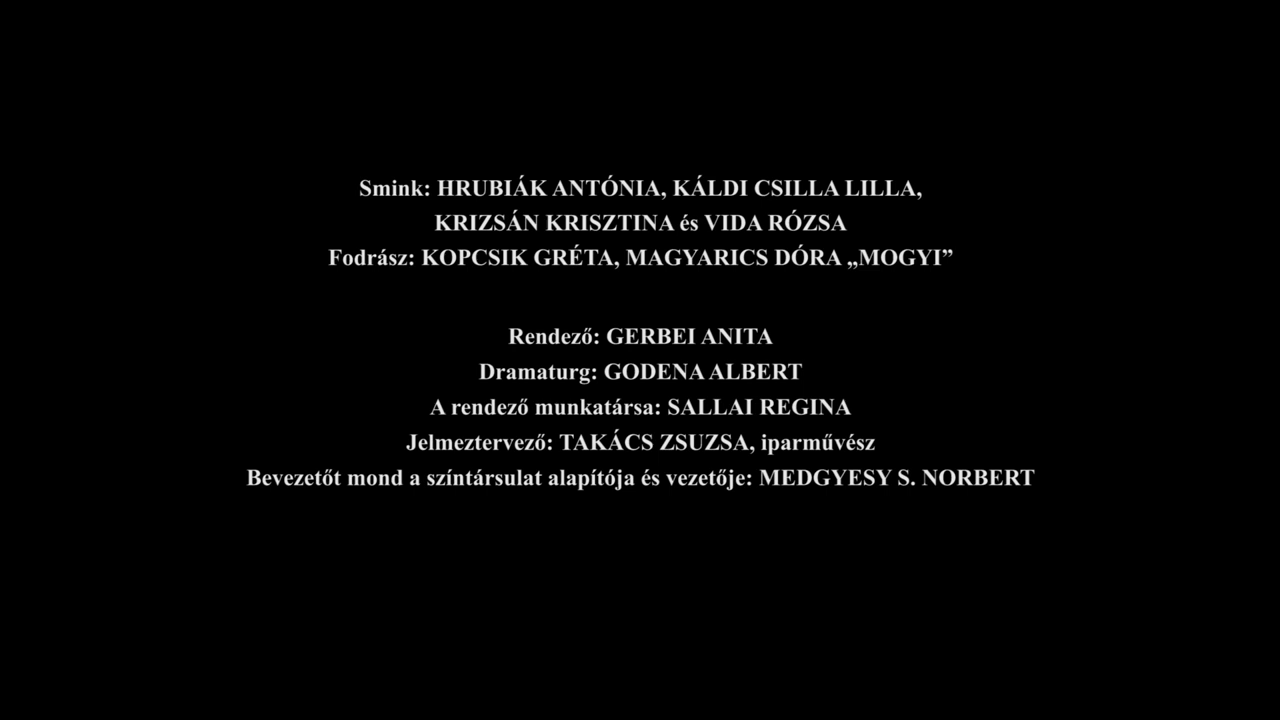 Smink: HRUBIÁK ANTÓNIA, KÁLDI CSILLA LILLA,
KRIZSÁN KRISZTINA és VIDA RÓZSA
Fodrász: KOPCSIK GRÉTA, MAGYARICS DÓRA „MOGYI”
Rendező: GERBEI ANITA
Dramaturg: GODENA ALBERT
A rendező munkatársa: SALLAI REGINA
Jelmeztervező: TAKÁCS ZSUZSA, iparművész
Bevezetőt mond a színtársulat alapítója és vezetője: MEDGYESY S. NORBERT